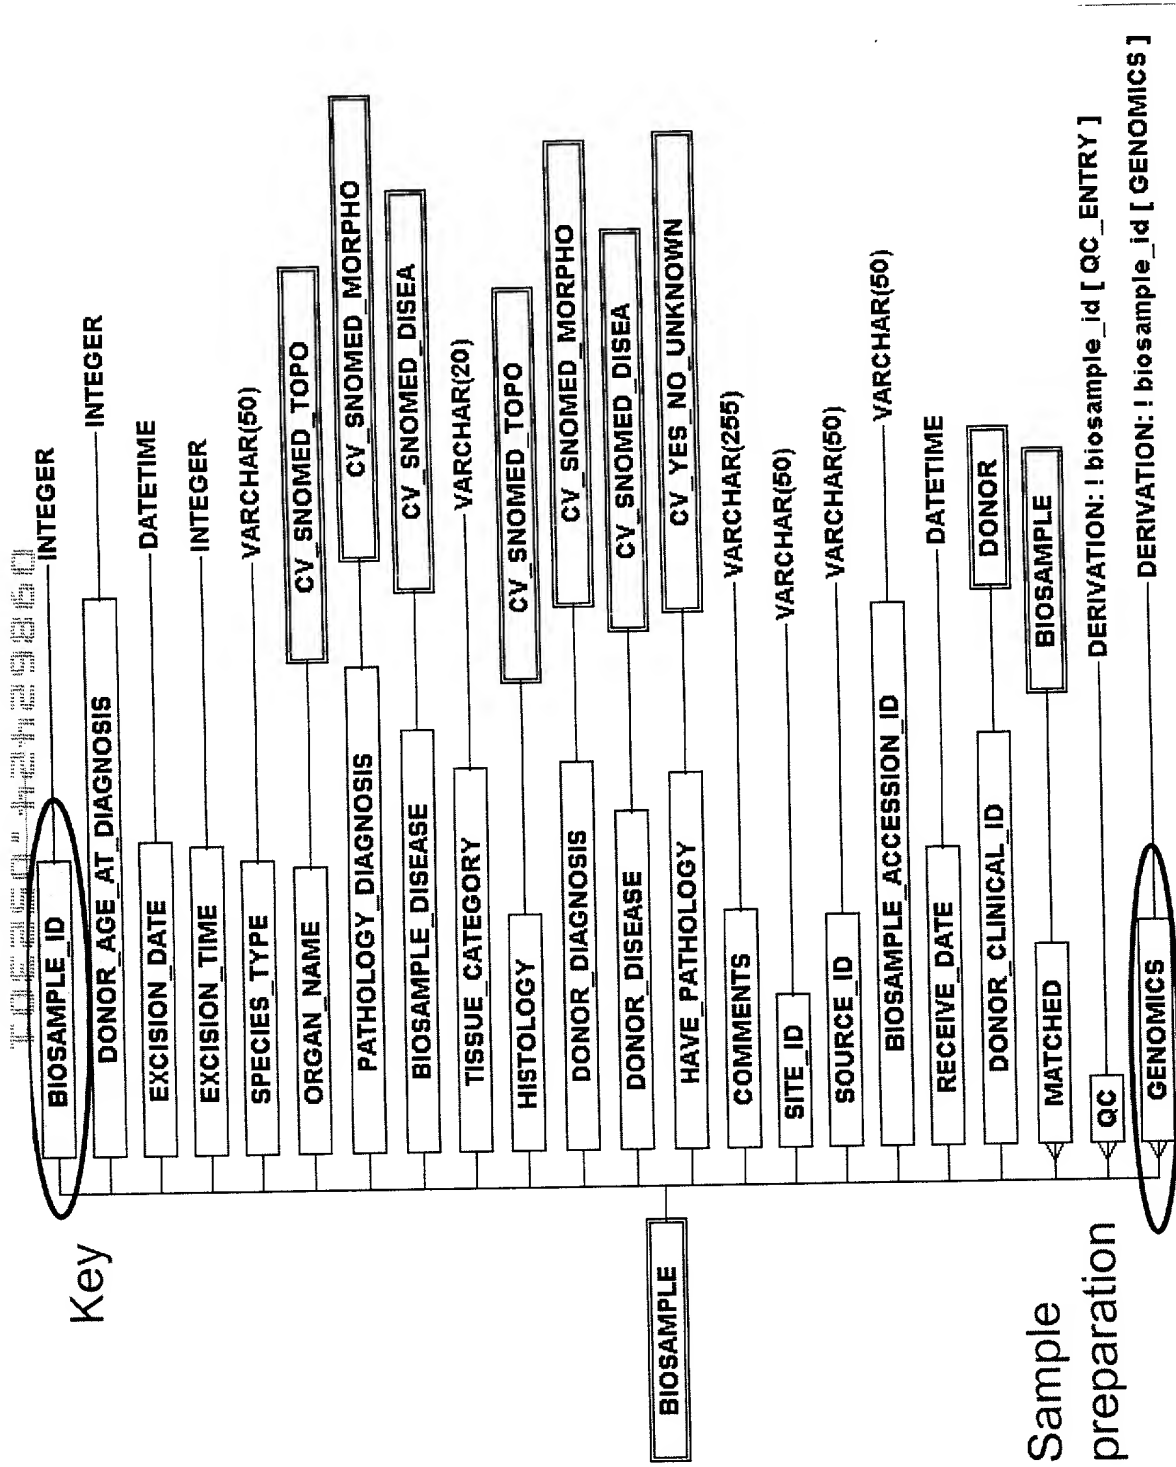 Key
BIOSAMPLE_ID INTEGER
DONOR_AGE_AT_DIAGNOSIS INTEGER
EXCISION_DATE DATETIME
EXCISION_TIME INTEGER
SPECIES_TYPE VARCHAR(50)
ORGAN_NAME CV_SNOMED_TOPO
PATHOLOGY_DIAGNOSIS CV_SNOMED_MORPHO
BIOSAMPLE_DISEASE CV_SNOMED_DISEA
TISSUE_CATEGORY VARCHAR(20)
HISTOLOGY CV_SNOMED_TOPO
BIOSAMPLE
DONOR_DIAGNOSIS CV_SNOMED_MORPHO
DONOR_DISEASE CV_SNOMED_DISEA
HAVE_PATHOLOGY CV_YES_NO_UNKNOWN
COMMENTS VARCHAR(255)
SITE_ID VARCHAR(50)
SOURCE_ID VARCHAR(50)
BIOSAMPLE_ACCESSION_ID VARCHAR(50)
RECEIVE_DATE DATETIME
DONOR_CLINICAL_ID DONOR
MATCHED BIOSAMPLE
QC DERIVATION: ! biosample_id [ QC_ENTRY ]
GENOMICS DERIVATION: ! biosample_id [ GENOMICS ]
Sample
preparation